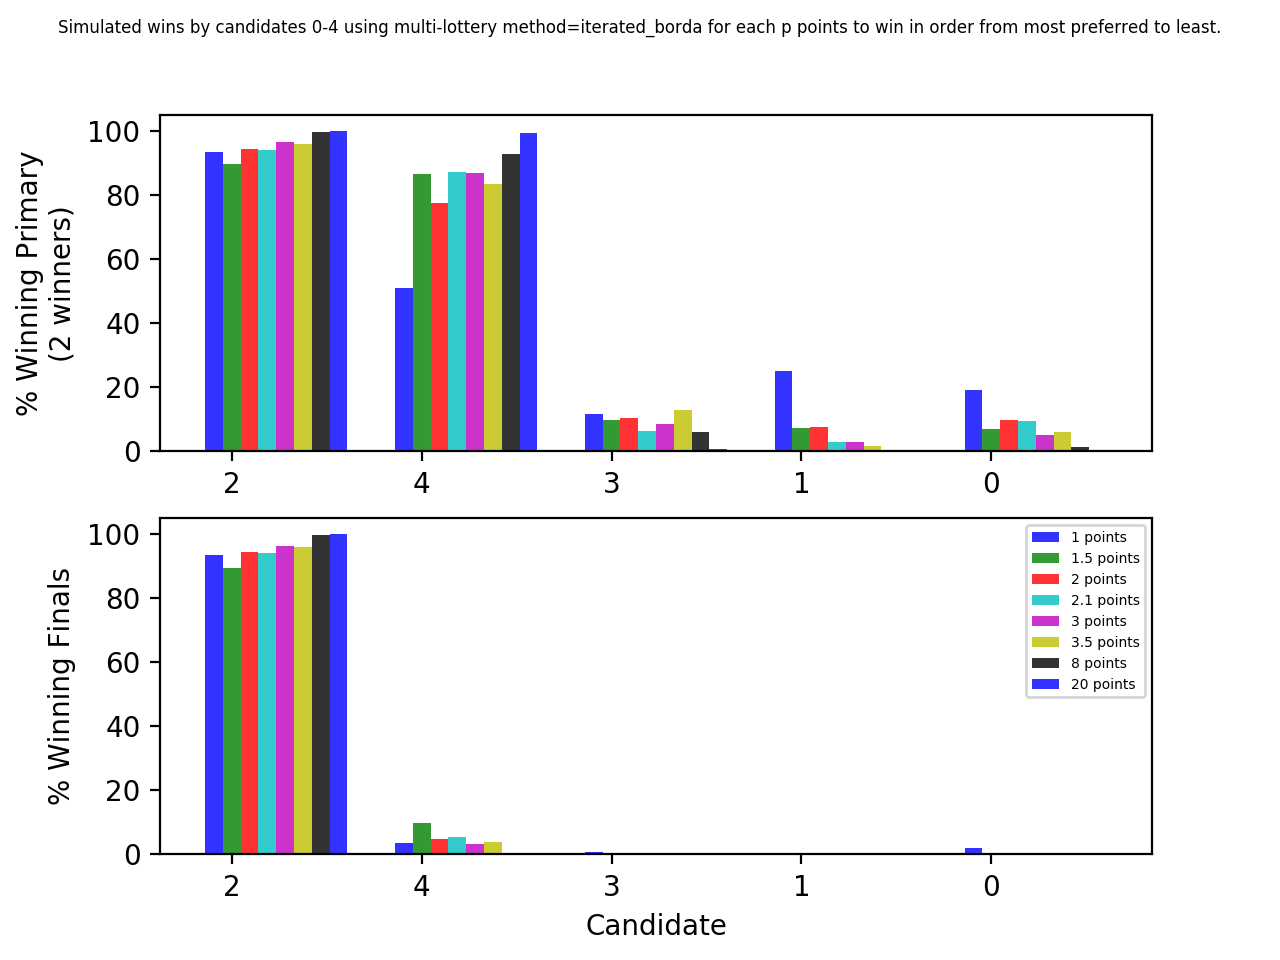 Simulated wins by candidates 0-4 using multi-lottery method=iterated_borda for each p points to win in order from most preferred to least.
% Winning Primary
(2 winners)
100
80
60
40
20
0
2 4 3 1 0
% Winning Finals
100
80
60
40
20
0
1 points
1.5 points
2 points
2.1 points
3 points
3.5 points
8 points
20 points
2 4 3 1 0
Candidate